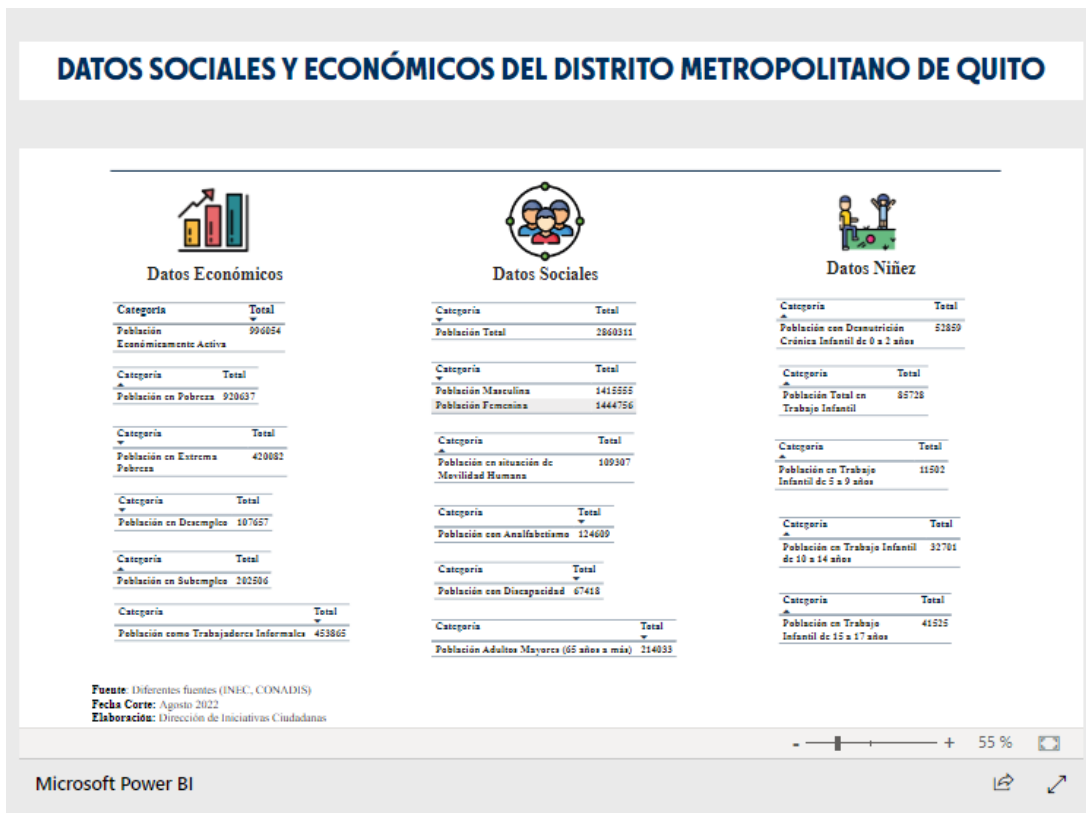 DATOS SOCIALES Y ECONÓMICOS DEL DISTRITO METROPOLITANO DE QUITO
Datos Económicos
Categoría Total
Población 996054
Económicamente Activa
Categoría Total
Población en Pobreza 920637
Categoría Total
Población en Extrema 420082
Pobreza
Categoría Total
Población en Desempleo 107657
Categoría Total
Población en Subempleo 202506
Categoría Total
Población como Trabajadores Informales 453865
Datos Sociales
Categoría Total
Población Total 2860311
Categoría Total
Población Masculina 1415555
Población Femenina 1444756
Categoría Total
Población en situación de 109307
Movilidad Humana
Categoría Total
Población con Analfabetismo 124609
Categoría Total
Población con Discapacidad 67418
Categoría Total
Población Adultos Mayores (65 años a más) 214033
Datos Niñez
Categoría Total
Población con Desnutrición 52859
Crónica Infantil de 0 a 2 años
Categoría Total
Población Total en 85728
Trabajo Infantil
Categoría Total
Población en Trabajo 11502
Infantil de 5 a 9 años
Categoría Total
Población en Trabajo Infantil 32701
de 10 a 14 años
Categoría Total
Población en Trabajo 41525
Infantil de 15 a 17 años
Fuente: Diferentes fuentes (INEC, CONADIS)
Fecha Corte: Agosto 2022
Elaboración: Dirección de Iniciativas Ciudadanas
- + 55 %
Microsoft Power BI